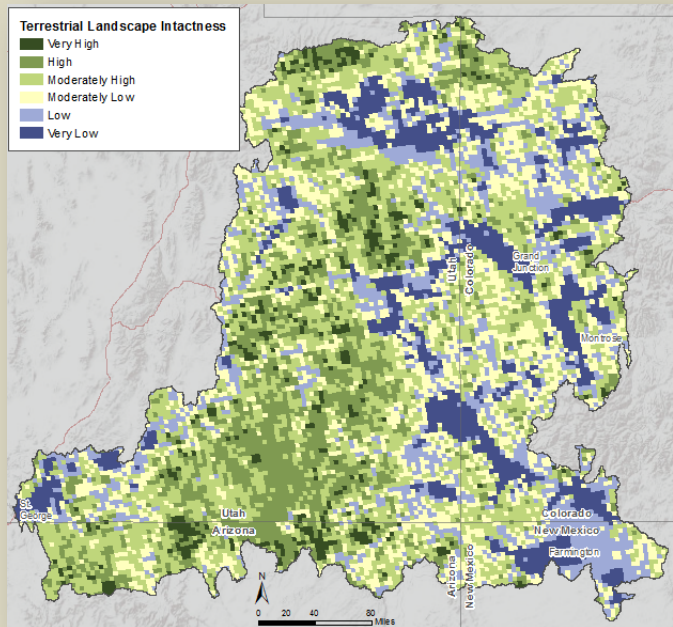 Terrestrial Landscape Intactness
Very High
High
Moderately High
Moderately Low
Low
Very Low
Utah
Colorado
Grand
Junction
Montrose
St.
George
Utah
Arizona
Colorado
New Mexico
Farmington
Arizona
New Mexico
N
0 20 40 80
Miles